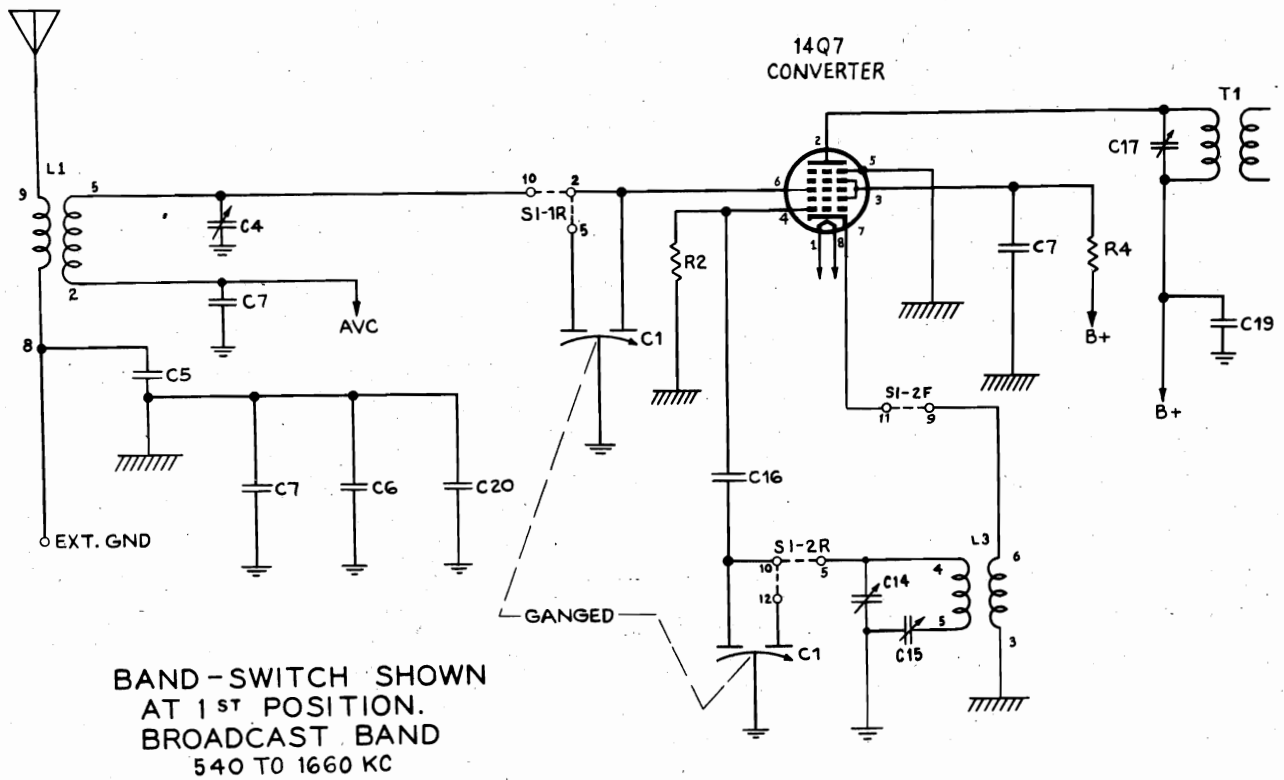 14Q7
CONVERTER
T1
2
5
C17
L1
9
5
10
2
6
3
C4
S1-1R
5
4
1
8
7
R2
C7
R4
2
C7
AVC
C1
B+
C19
8
C5
S1-2F
11
9
B+
C7
C6
C20
C16
EXT. GND
S1-2R
L3
6
10
5
4
C14
12
GANGED
5
C15
3
C1
BAND-SWITCH SHOWN
AT 1ST POSITION.
BROADCAST BAND
540 TO 1660 KC